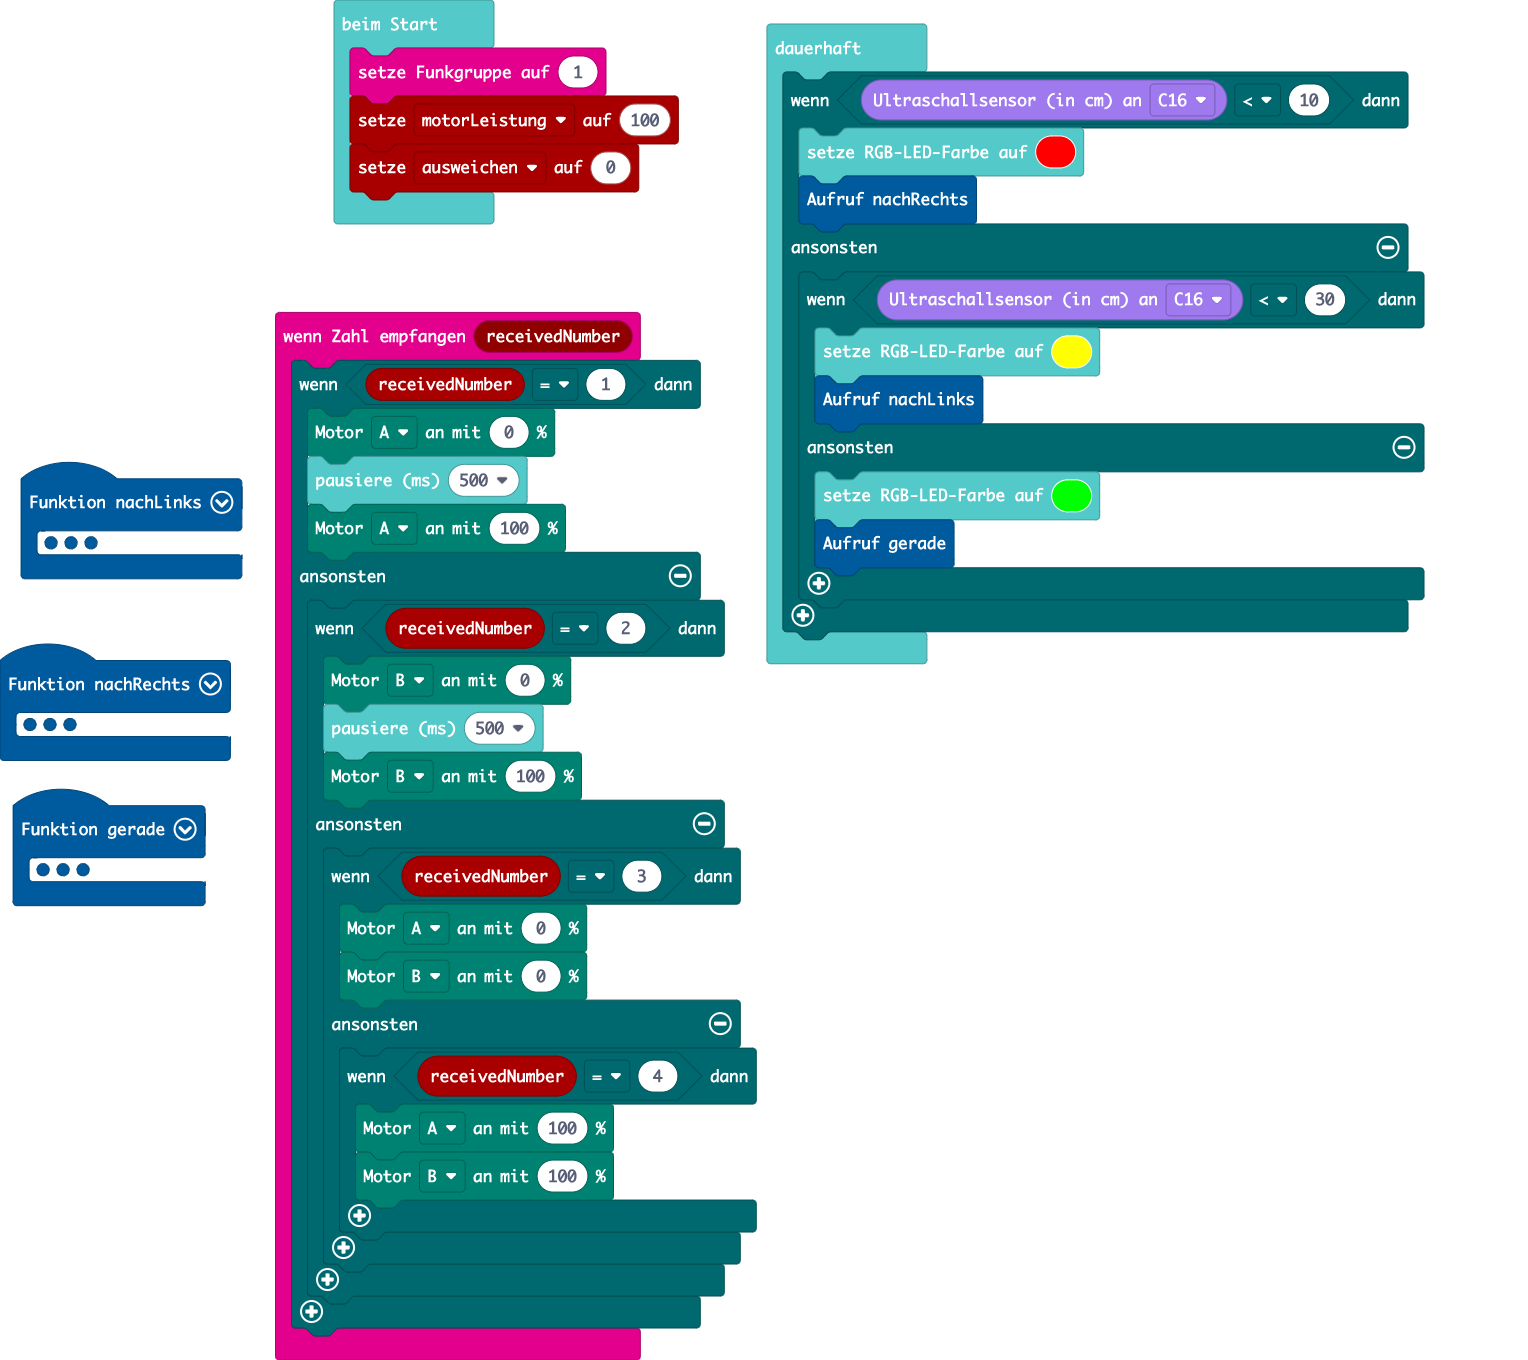 beim Start
setze Funkgruppe auf 1
setze motorLeistung auf 100
setze ausweichen auf 0
dauerhaft
wenn Ultraschallsensor (in cm) an C16 < 10 dann
setze RGB-LED-Farbe auf
Aufruf nachRechts
ansonsten
wenn Ultraschallsensor (in cm) an C16 < 30 dann
setze RGB-LED-Farbe auf
Aufruf nachLinks
ansonsten
setze RGB-LED-Farbe auf
Aufruf gerade
wenn Zahl empfangen receivedNumber
wenn receivedNumber = 1 dann
Motor A an mit 0 %
pausiere (ms) 500
Motor A an mit 100 %
ansonsten
wenn receivedNumber = 2 dann
Motor B an mit 0 %
pausiere (ms) 500
Motor B an mit 100 %
ansonsten
wenn receivedNumber = 3 dann
Motor A an mit 0 %
Motor B an mit 0 %
ansonsten
wenn receivedNumber = 4 dann
Motor A an mit 100 %
Motor B an mit 100 %
Funktion nachLinks
Funktion nachRechts
Funktion gerade